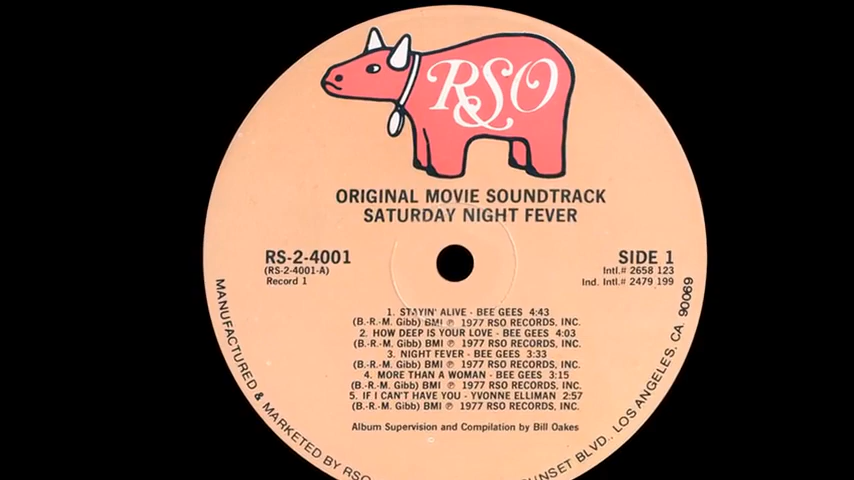 RSO
ORIGINAL MOVIE SOUNDTRACK
SATURDAY NIGHT FEVER
RS-2-4001
(RS-2-4001-A)
Record 1
SIDE 1
Intl.# 2658 123
Ind. Intl.# 2479 199
1. STAYIN' ALIVE - BEE GEES 4:43
(B.-R.-M. Gibb) BMI ℗ 1977 RSO RECORDS, INC.
2. HOW DEEP IS YOUR LOVE - BEE GEES 4:03
(B.-R.-M. Gibb) BMI ℗ 1977 RSO RECORDS, INC.
3. NIGHT FEVER - BEE GEES 3:33
(B.-R.-M. Gibb) BMI ℗ 1977 RSO RECORDS, INC.
4. MORE THAN A WOMAN - BEE GEES 3:15
(B.-R.-M. Gibb) BMI ℗ 1977 RSO RECORDS, INC.
5. IF I CAN'T HAVE YOU - YVONNE ELLIMAN 2:57
(B.-R.-M. Gibb) BMI ℗ 1977 RSO RECORDS, INC.
Album Supervision and Compilation by Bill Oakes
MANUFACTURED & MARKETED BY RSO
BLVD., LOS ANGELES, CA. 90069